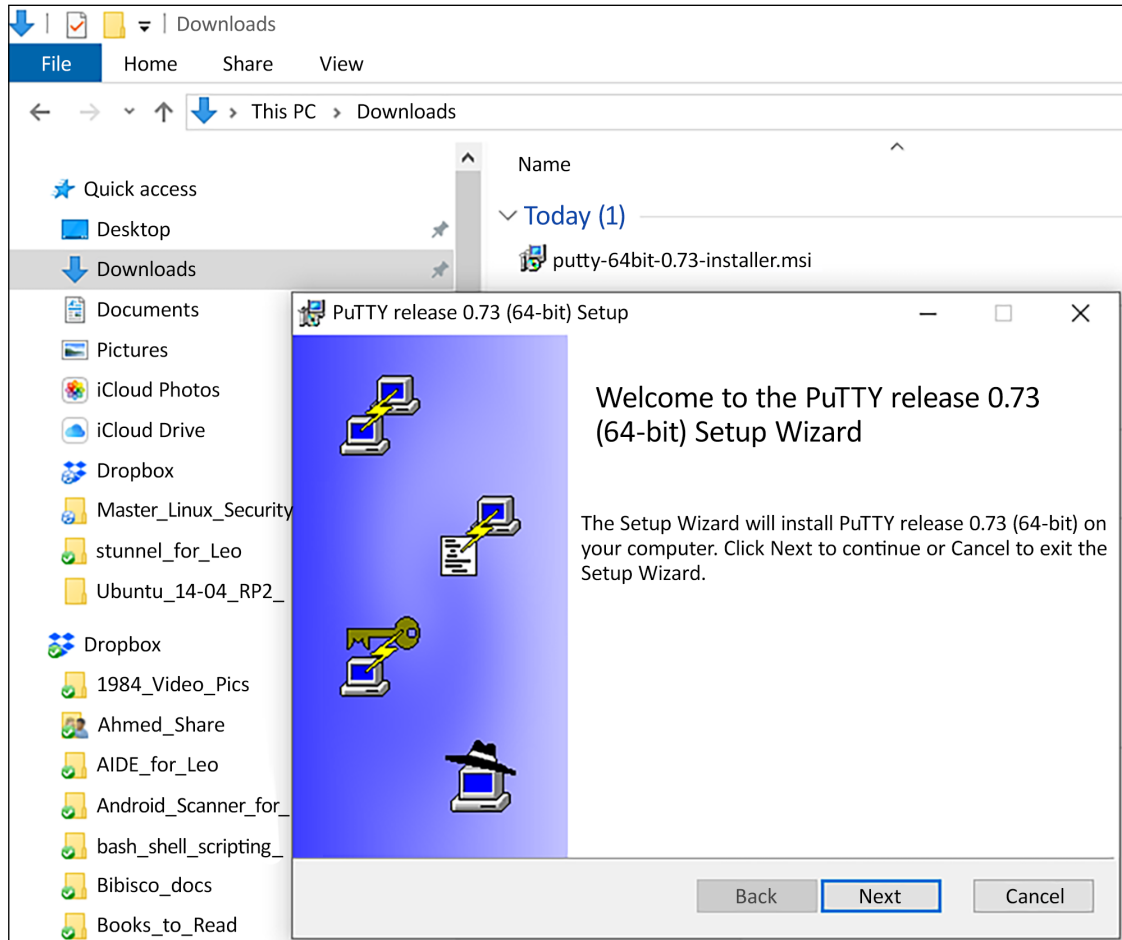 Downloads
File Home Share View
This PC > Downloads
Name
Quick access
Today (1)
Desktop
putty-64bit-0.73-installer.msi
Downloads
Documents
Pictures
iCloud Photos
iCloud Drive
Dropbox
Master_Linux_Security
stunnel_for_Leo
Ubuntu_14-04_RP2_
Dropbox
1984_Video_Pics
Ahmed_Share
AIDE_for_Leo
Android_Scanner_for_
bash_shell_scripting_
Bibisco_docs
Books_to_Read
PuTTY release 0.73 (64-bit) Setup
Welcome to the PuTTY release 0.73
(64-bit) Setup Wizard
The Setup Wizard will install PuTTY release 0.73 (64-bit) on
your computer. Click Next to continue or Cancel to exit the
Setup Wizard.
Back Next Cancel